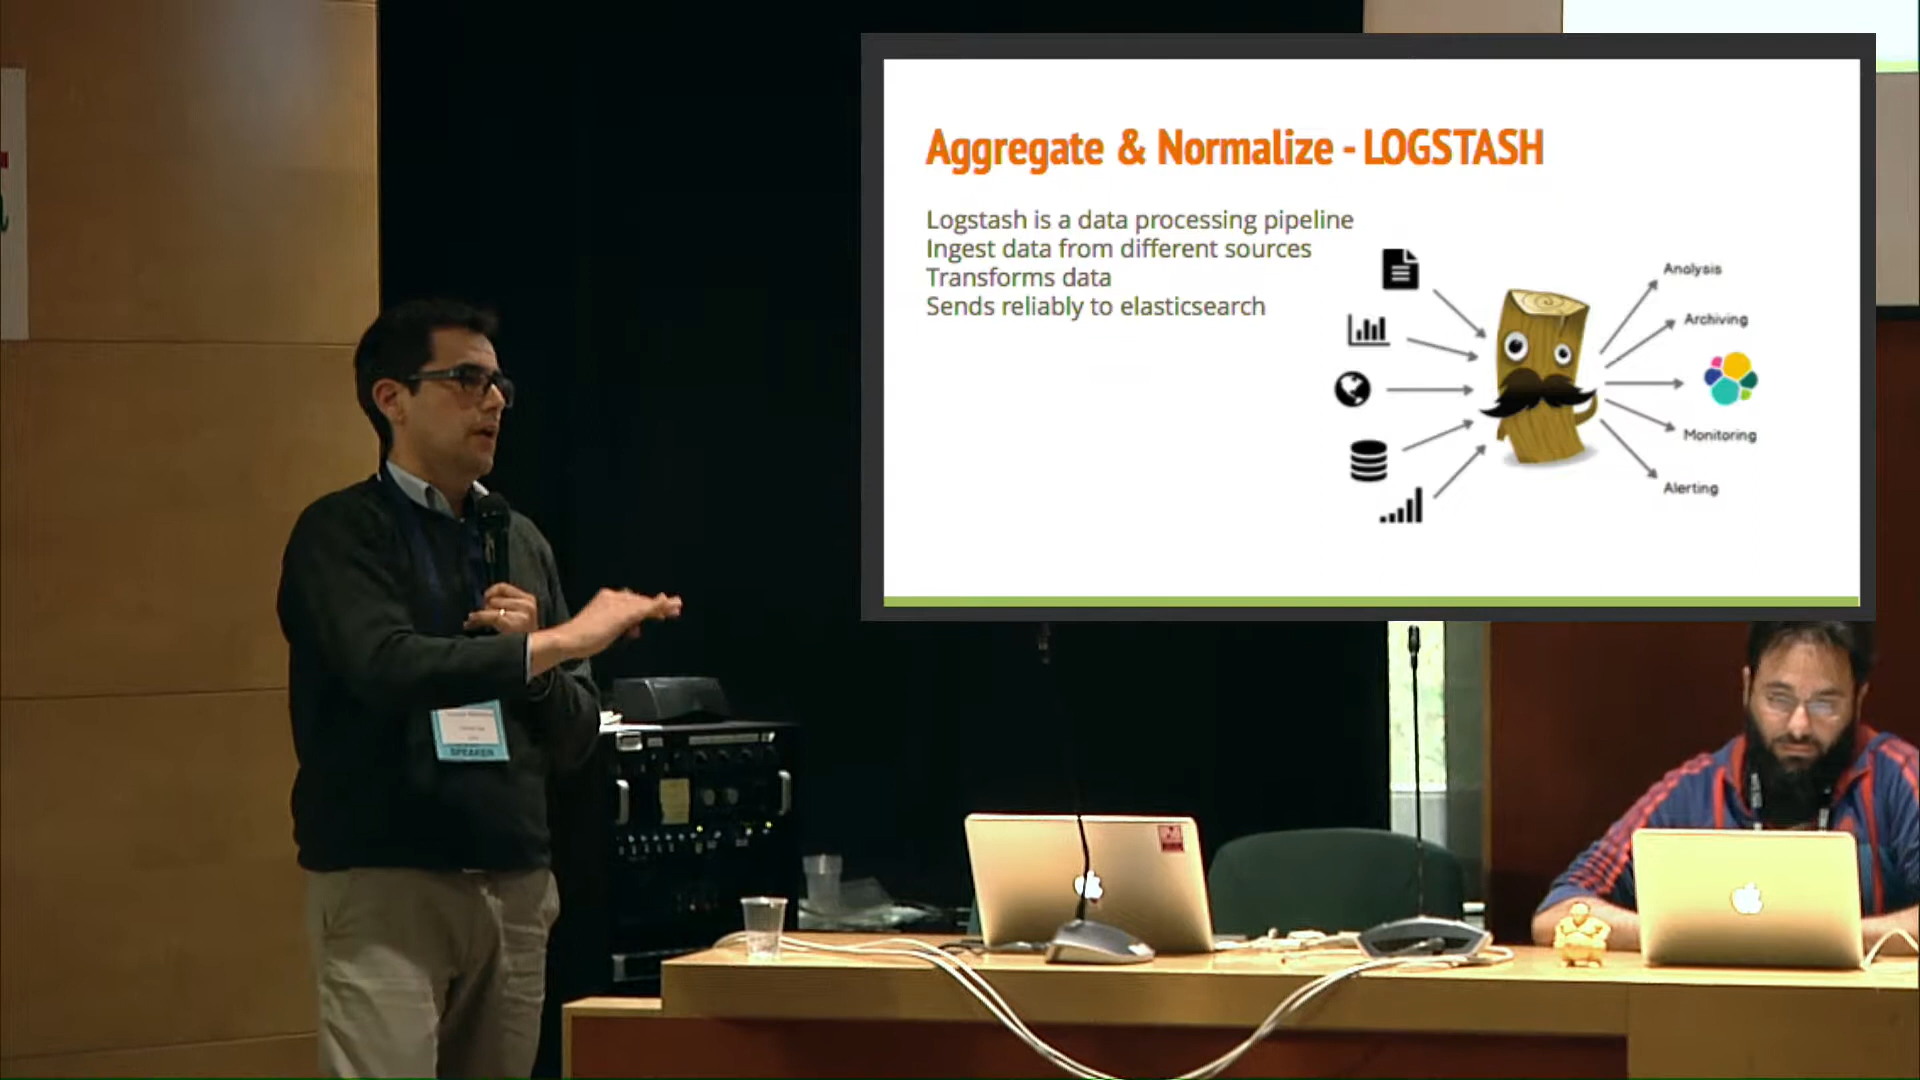 Aggregate & Normalize - LOGSTASH
Logstash is a data processing pipeline
Ingest data from different sources
Transforms data
Sends reliably to elasticsearch
Analysis
Archiving
Monitoring
Alerting
SPEAKER